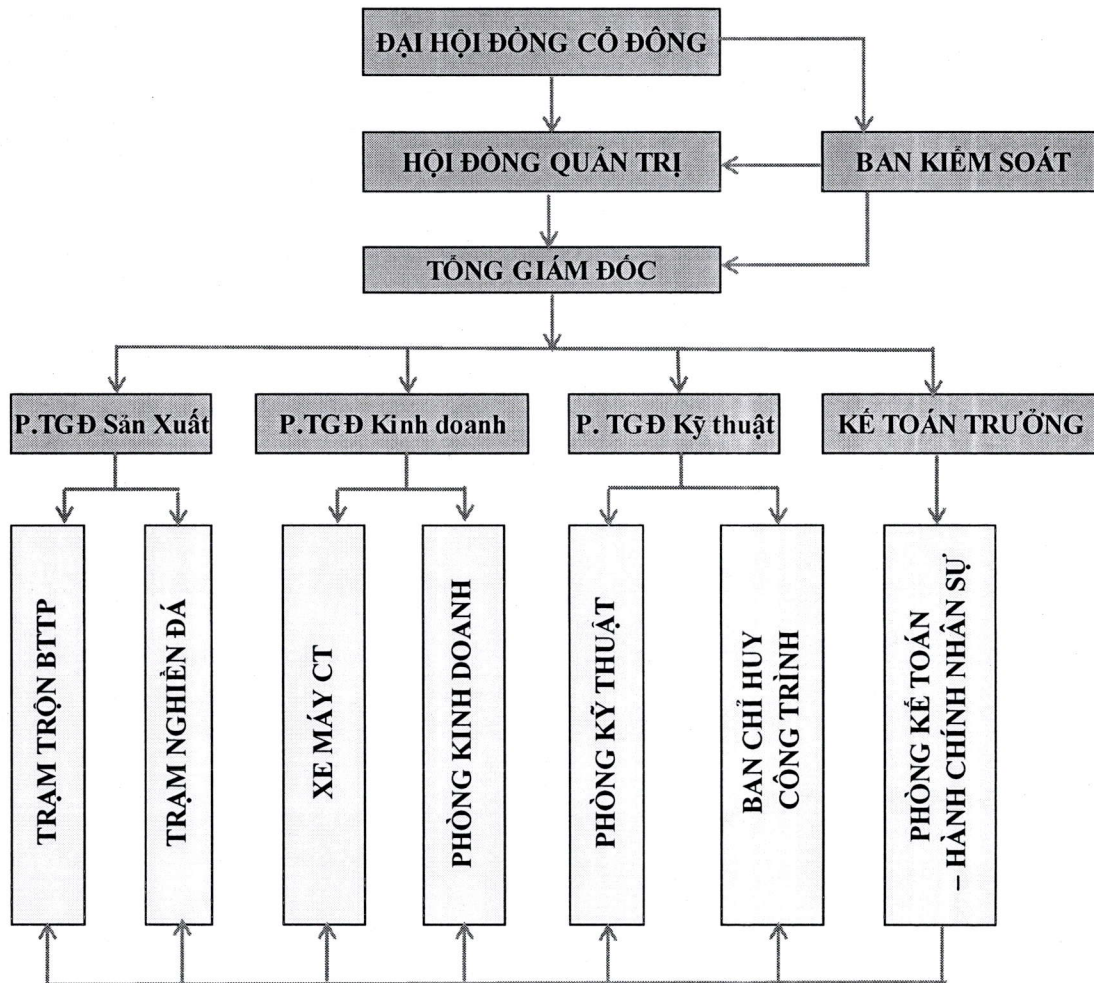 ĐẠI HỘI ĐỒNG CỔ ĐÔNG
HỘI ĐỒNG QUẢN TRỊ
BAN KIỂM SOÁT
TỔNG GIÁM ĐỐC
P.TGĐ Sản Xuất
P.TGĐ Kinh doanh
P. TGĐ Kỹ thuật
KẾ TOÁN TRƯỞNG
TRẠM TRỘN BTTP
TRẠM NGHIỀN ĐÁ
XE MÁY CT
PHÒNG KINH DOANH
PHÒNG KỸ THUẬT
BAN CHỈ HUY
CÔNG TRÌNH
PHÒNG KẾ TOÁN
– HÀNH CHÍNH NHÂN SỰ